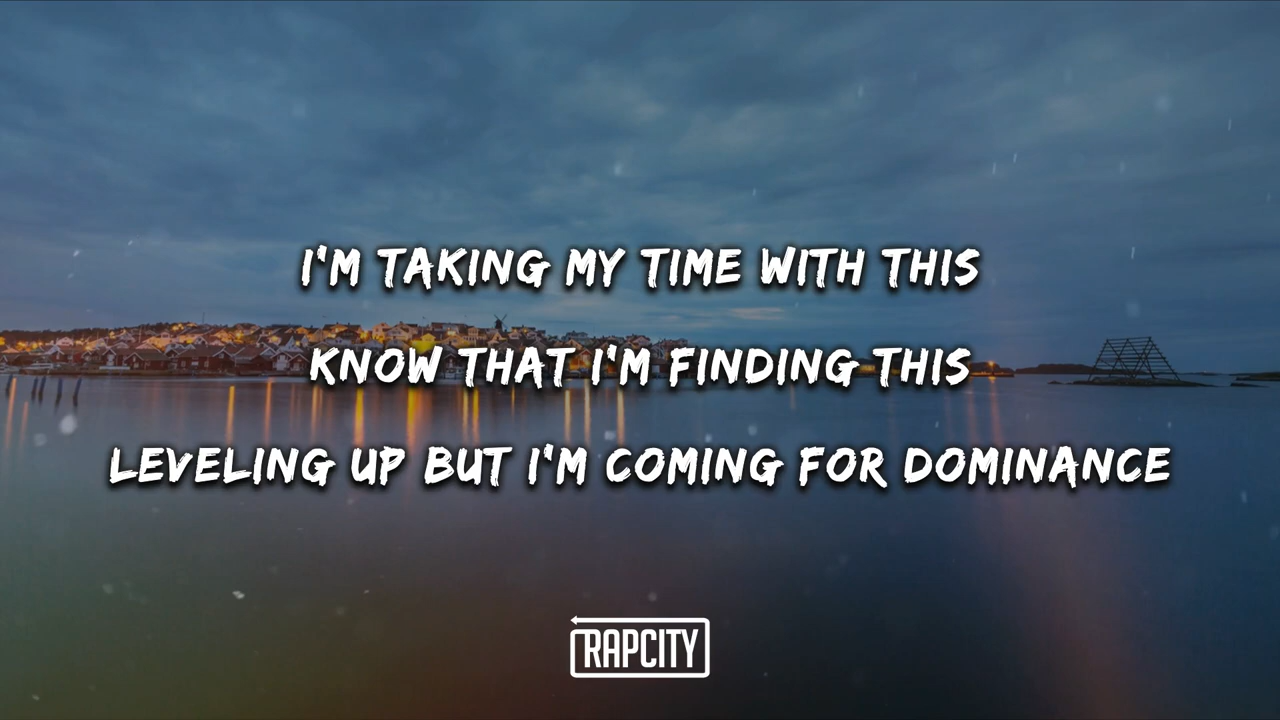 I'M TAKING MY TIME WITH THIS
KNOW THAT I'M FINDING THIS
LEVELING UP BUT I'M COMING FOR DOMINANCE
RAPCITY